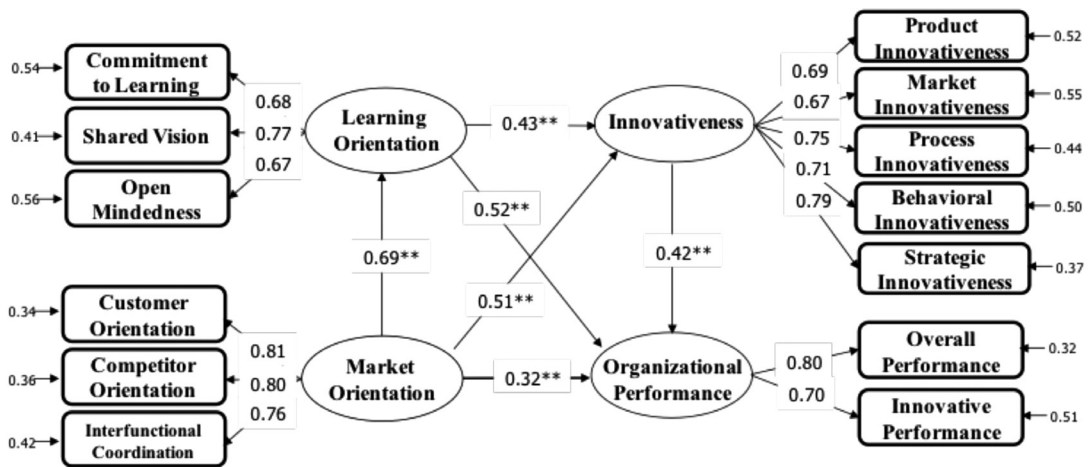 0.54
Commitment
to Learning
0.41
Shared Vision
0.56
Open
Mindedness
0.68
0.77
0.67
Learning
Orientation
0.43**
Innovativeness
0.69
0.67
0.75
0.71
0.79
Product
Innovativeness
0.52
Market
Innovativeness
0.55
Process
Innovativeness
0.44
Behavioral
Innovativeness
0.50
Strategic
Innovativeness
0.37
0.52**
0.69**
0.51**
0.42**
0.34
Customer
Orientation
0.36
Competitor
Orientation
0.42
Interfunctional
Coordination
0.81
0.80
0.76
Market
Orientation
0.32**
Organizational
Performance
0.80
0.70
Overall
Performance
0.32
Innovative
Performance
0.51